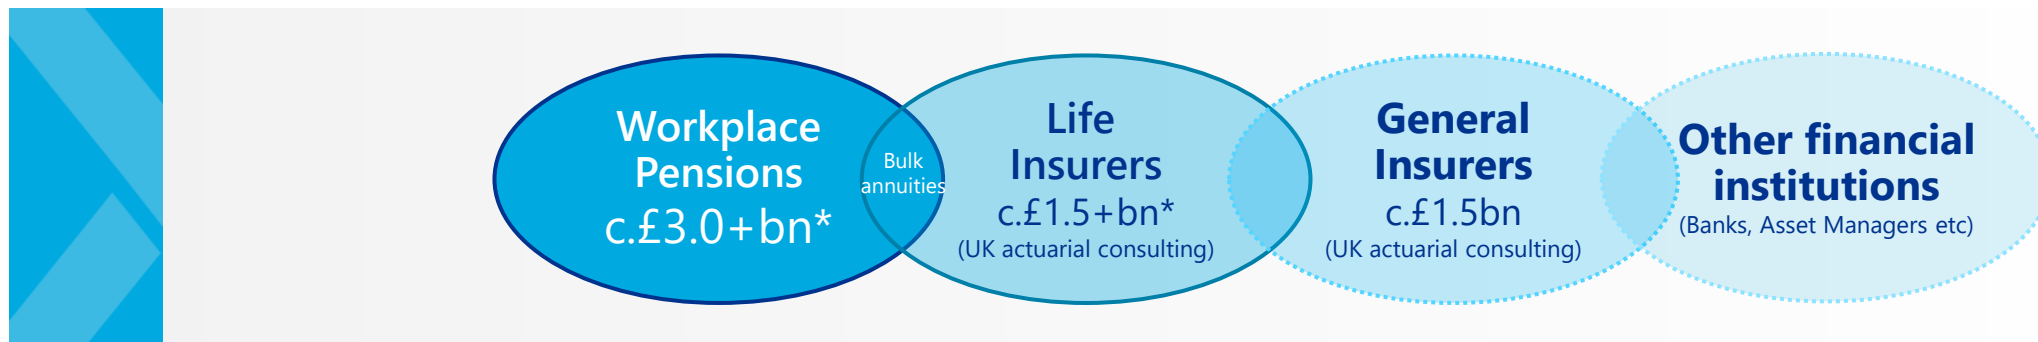 Workplace
Pensions
c.£3.0+bn*
Bulk
annuities
Life
Insurers
c.£1.5+bn*
(UK actuarial consulting)
General
Insurers
c.£1.5bn
(UK actuarial consulting)
Other financial
institutions
(Banks, Asset Managers etc)